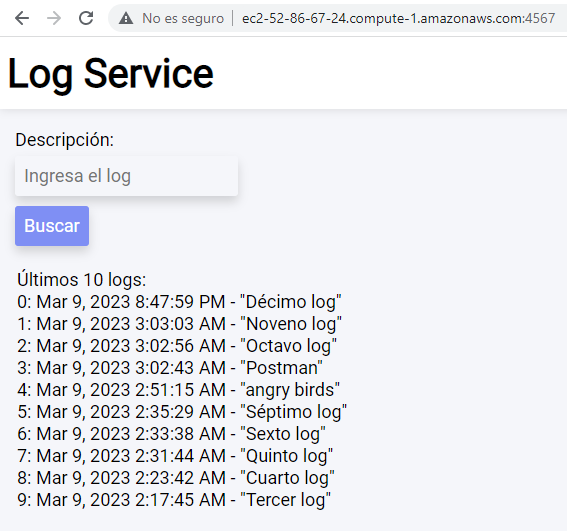 No es seguro | ec2-52-86-67-24.compute-1.amazonaws.com:4567
Log Service
Descripción:
Ingresa el log
Buscar
Últimos 10 logs:
0: Mar 9, 2023 8:47:59 PM - "Décimo log"
1: Mar 9, 2023 3:03:03 AM - "Noveno log"
2: Mar 9, 2023 3:02:56 AM - "Octavo log"
3: Mar 9, 2023 3:02:43 AM - "Postman"
4: Mar 9, 2023 2:51:15 AM - "angry birds"
5: Mar 9, 2023 2:35:29 AM - "Séptimo log"
6: Mar 9, 2023 2:33:38 AM - "Sexto log"
7: Mar 9, 2023 2:31:44 AM - "Quinto log"
8: Mar 9, 2023 2:23:42 AM - "Cuarto log"
9: Mar 9, 2023 2:17:45 AM - "Tercer log"